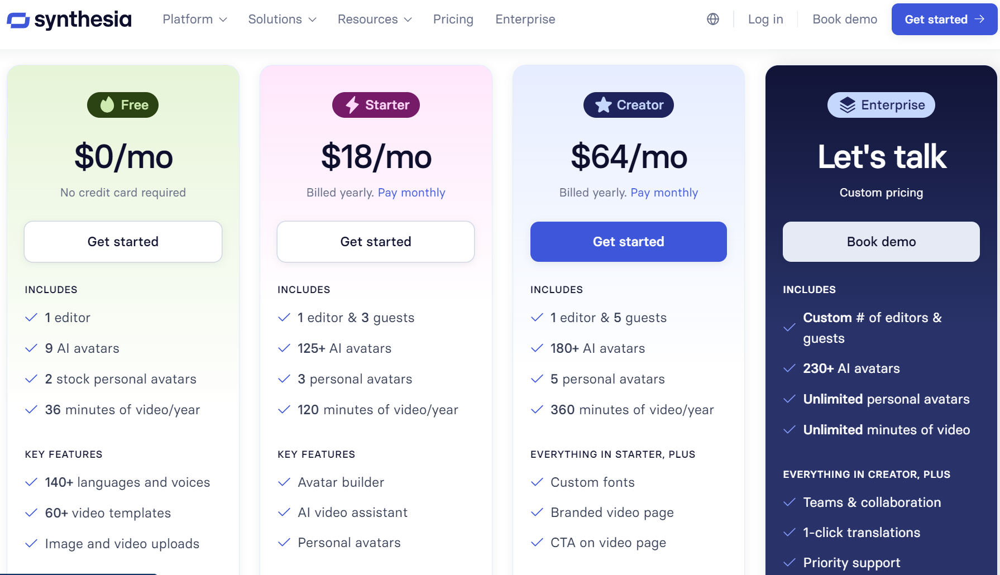 synthesia
Platform
Solutions
Resources
Pricing
Enterprise
Log in
Book demo
Get started →
Free
$0/mo
No credit card required
Get started
INCLUDES
1 editor
9 AI avatars
2 stock personal avatars
36 minutes of video/year
KEY FEATURES
140+ languages and voices
60+ video templates
Image and video uploads
Starter
$18/mo
Billed yearly. Pay monthly
Get started
INCLUDES
1 editor & 3 guests
125+ AI avatars
3 personal avatars
120 minutes of video/year
KEY FEATURES
Avatar builder
AI video assistant
Personal avatars
Creator
$64/mo
Billed yearly. Pay monthly
Get started
INCLUDES
1 editor & 5 guests
180+ AI avatars
5 personal avatars
360 minutes of video/year
EVERYTHING IN STARTER, PLUS
Custom fonts
Branded video page
CTA on video page
Enterprise
Let's talk
Custom pricing
Book demo
INCLUDES
Custom # of editors &
guests
230+ AI avatars
Unlimited personal avatars
Unlimited minutes of video
EVERYTHING IN CREATOR, PLUS
Teams & collaboration
1-click translations
Priority support